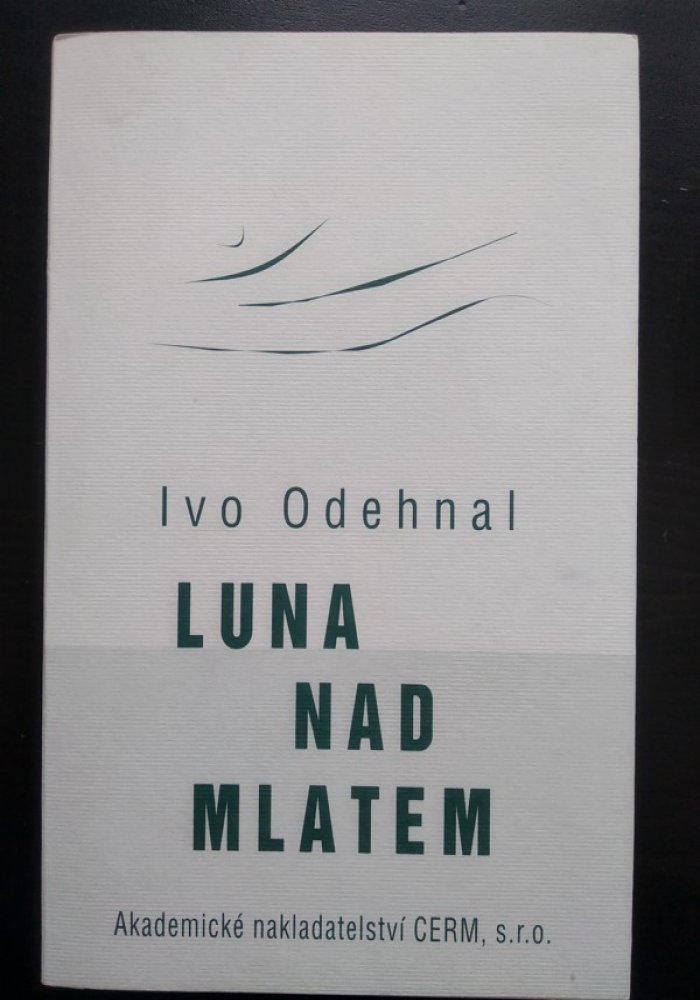 Ivo Odehnal
LUNA
NAD
MLATEM
Akademické nakladatelství CERM, s.r.o.